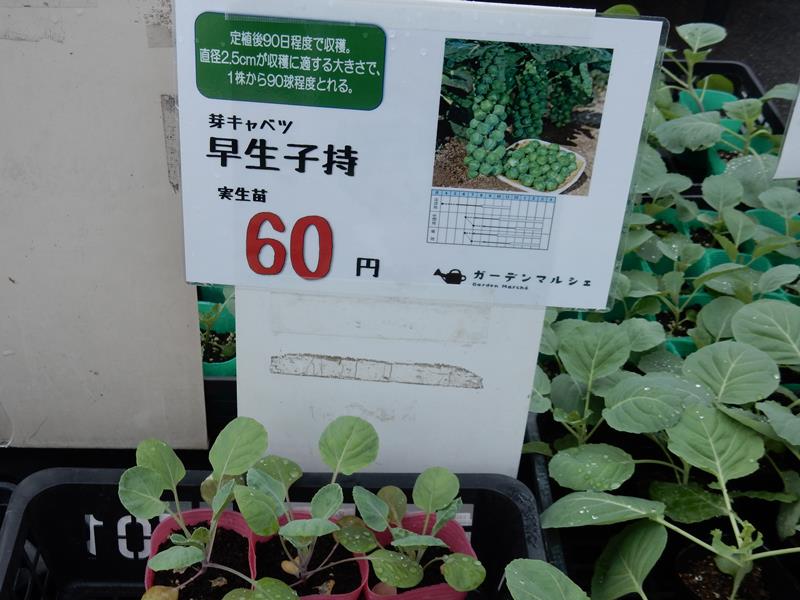 定植後90日程度で収穫。
直径2.5cmが収穫に適する大きさで、
1株から90球程度とれる。
芽キャベツ
早生子持
実生苗
60円
ガーデンマルシェ
Garden Marché